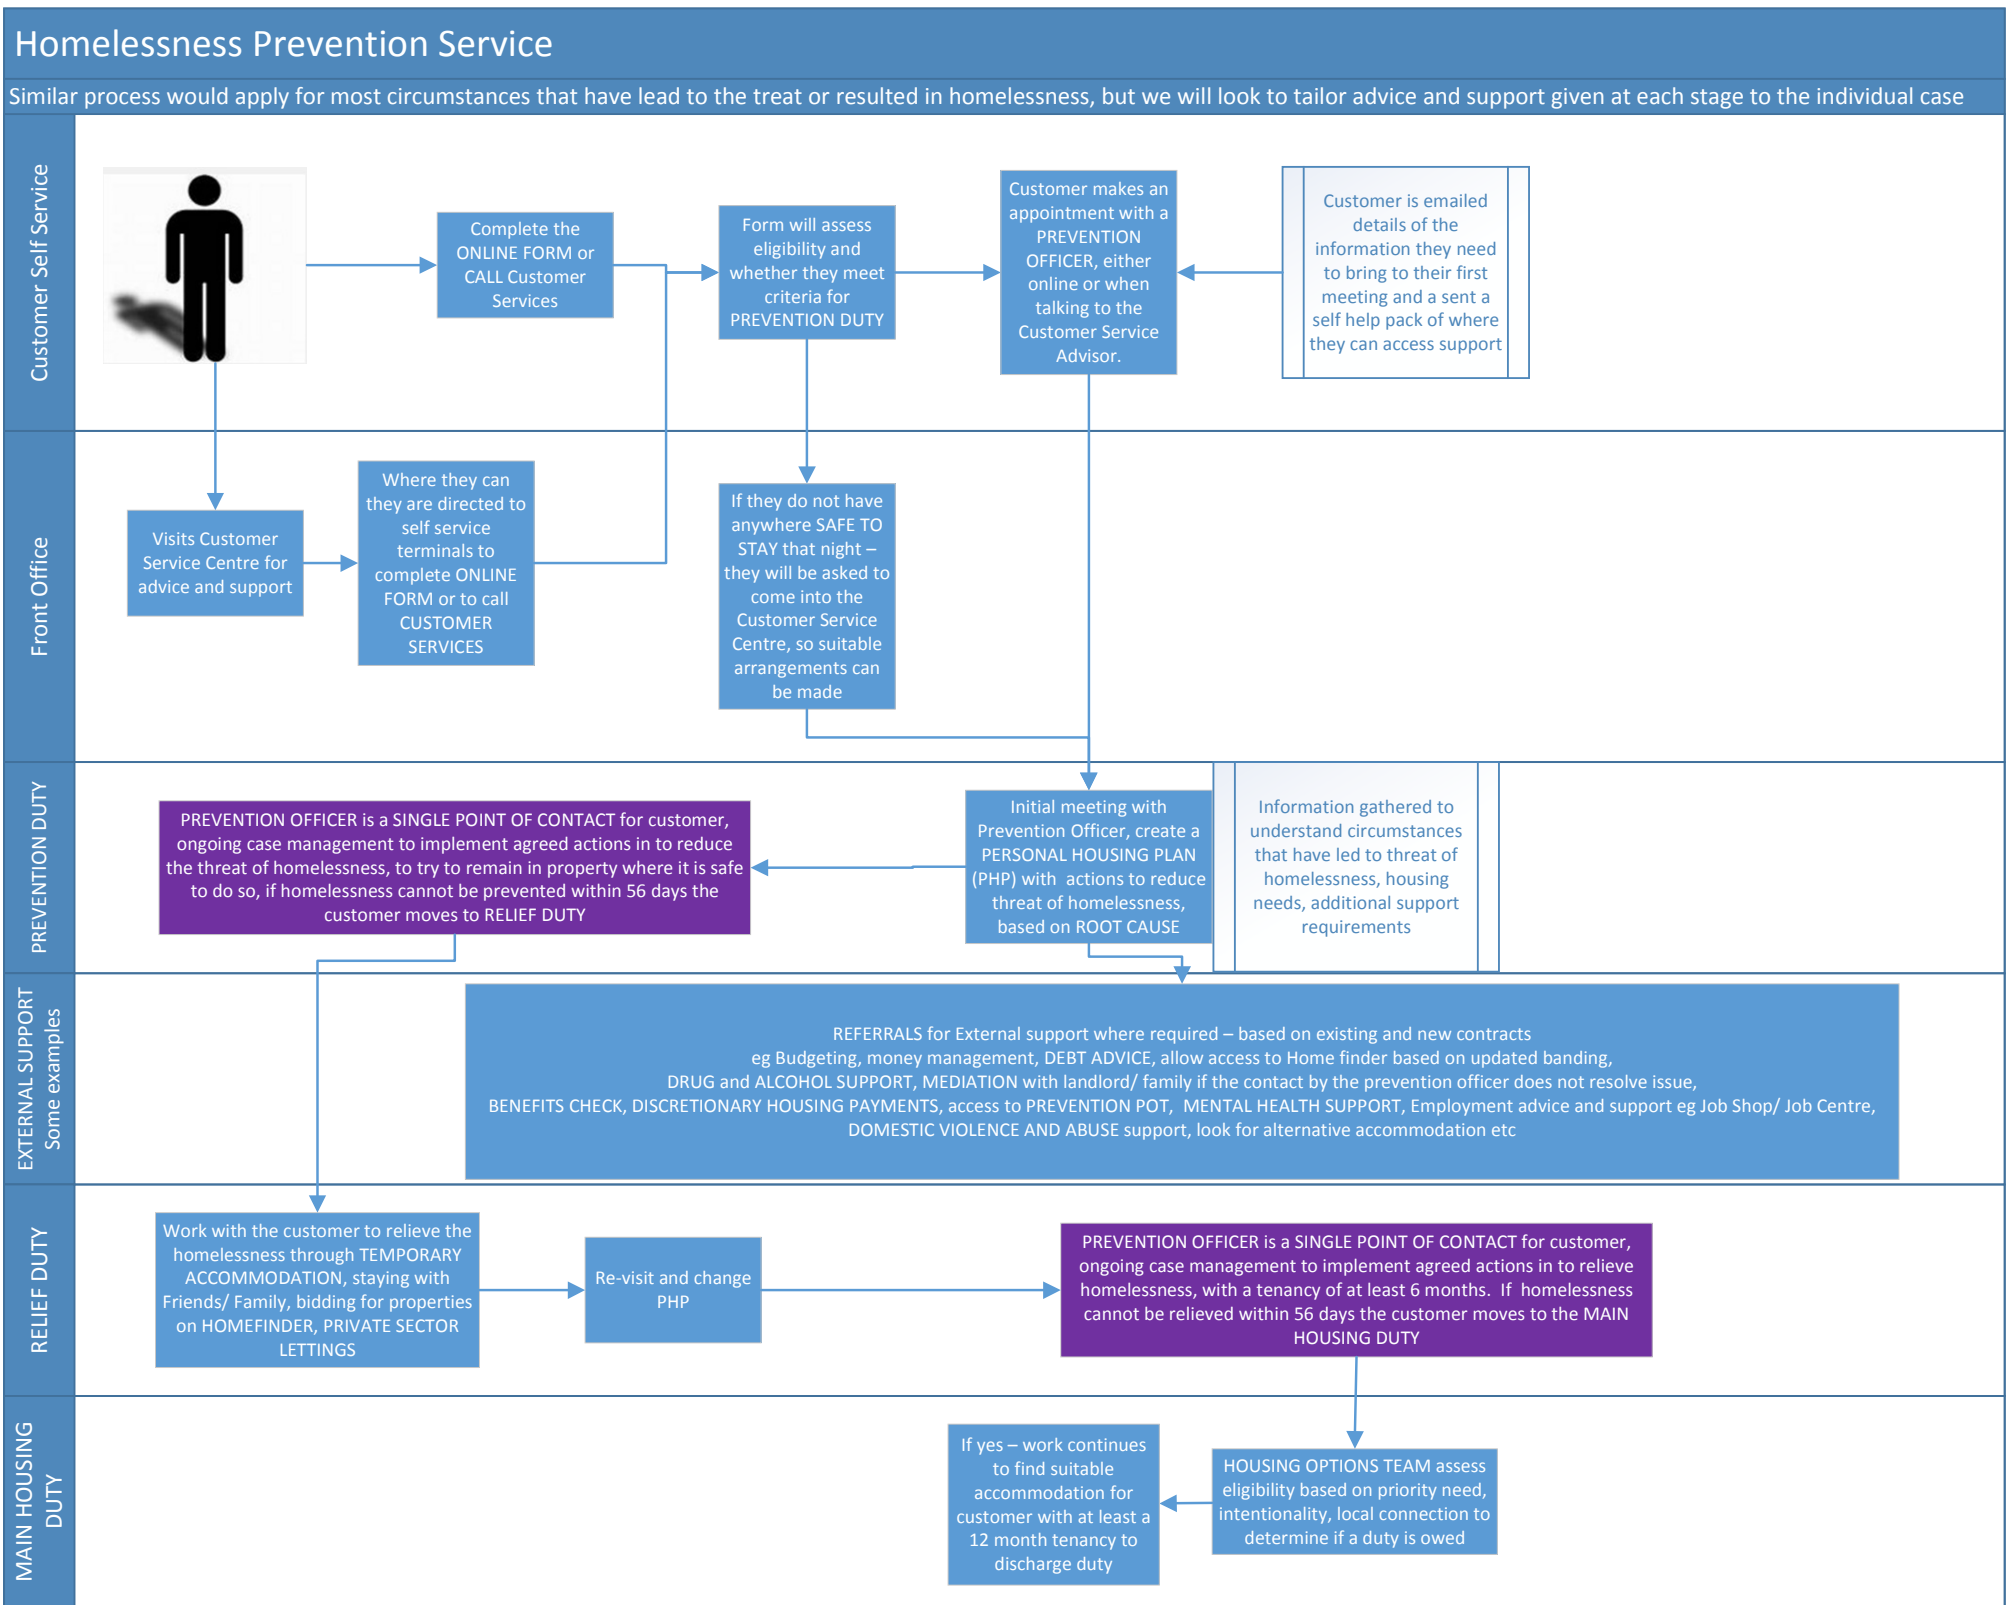 Homelessness Prevention Service
Similar process would apply for most circumstances that have lead to the treat or resulted in homelessness, but we will look to tailor advice and support given at each stage to the individual case
Customer Self Service
Complete the
ONLINE FORM or
CALL Customer
Services
Form will assess
eligibility and
whether they meet
criteria for
PREVENTION DUTY
Customer makes an
appointment with a
PREVENTION
OFFICER, either
online or when
talking to the
Customer Service
Advisor.
Customer is emailed
details of the
information they need
to bring to their first
meeting and a sent a
self help pack of where
they can access support
Front Office
Visits Customer
Service Centre for
advice and support
Where they can
they are directed to
self service
terminals to
complete ONLINE
FORM or to call
CUSTOMER
SERVICES
If they do not have
anywhere SAFE TO
STAY that night –
they will be asked to
come into the
Customer Service
Centre, so suitable
arrangements can
be made
PREVENTION DUTY
PREVENTION OFFICER is a SINGLE POINT OF CONTACT for customer,
ongoing case management to implement agreed actions in to reduce
the threat of homelessness, to try to remain in property where it is safe
to do so, if homelessness cannot be prevented within 56 days the
customer moves to RELIEF DUTY
Initial meeting with
Prevention Officer, create a
PERSONAL HOUSING PLAN
(PHP) with  actions to reduce
threat of homelessness,
based on ROOT CAUSE
Information gathered to
understand circumstances
that have led to threat of
homelessness, housing
needs, additional support
requirements
EXTERNAL SUPPORT
Some examples
REFERRALS for External support where required – based on existing and new contracts
eg Budgeting, money management, DEBT ADVICE, allow access to Home finder based on updated banding,
DRUG and ALCOHOL SUPPORT, MEDIATION with landlord/ family if the contact by the prevention officer does not resolve issue,
BENEFITS CHECK, DISCRETIONARY HOUSING PAYMENTS, access to PREVENTION POT,  MENTAL HEALTH SUPPORT, Employment advice and support eg Job Shop/ Job Centre,
DOMESTIC VIOLENCE AND ABUSE support, look for alternative accommodation etc
RELIEF DUTY
Work with the customer to relieve the
homelessness through TEMPORARY
ACCOMMODATION, staying with
Friends/ Family, bidding for properties
on HOMEFINDER, PRIVATE SECTOR
LETTINGS
Re-visit and change
PHP
PREVENTION OFFICER is a SINGLE POINT OF CONTACT for customer,
ongoing case management to implement agreed actions in to relieve
homelessness, with a tenancy of at least 6 months.  If  homelessness
cannot be relieved within 56 days the customer moves to the MAIN
HOUSING DUTY
MAIN HOUSING
DUTY
If yes – work continues
to find suitable
accommodation for
customer with at least a
12 month tenancy to
discharge duty
HOUSING OPTIONS TEAM assess
eligibility based on priority need,
intentionality, local connection to
determine if a duty is owed